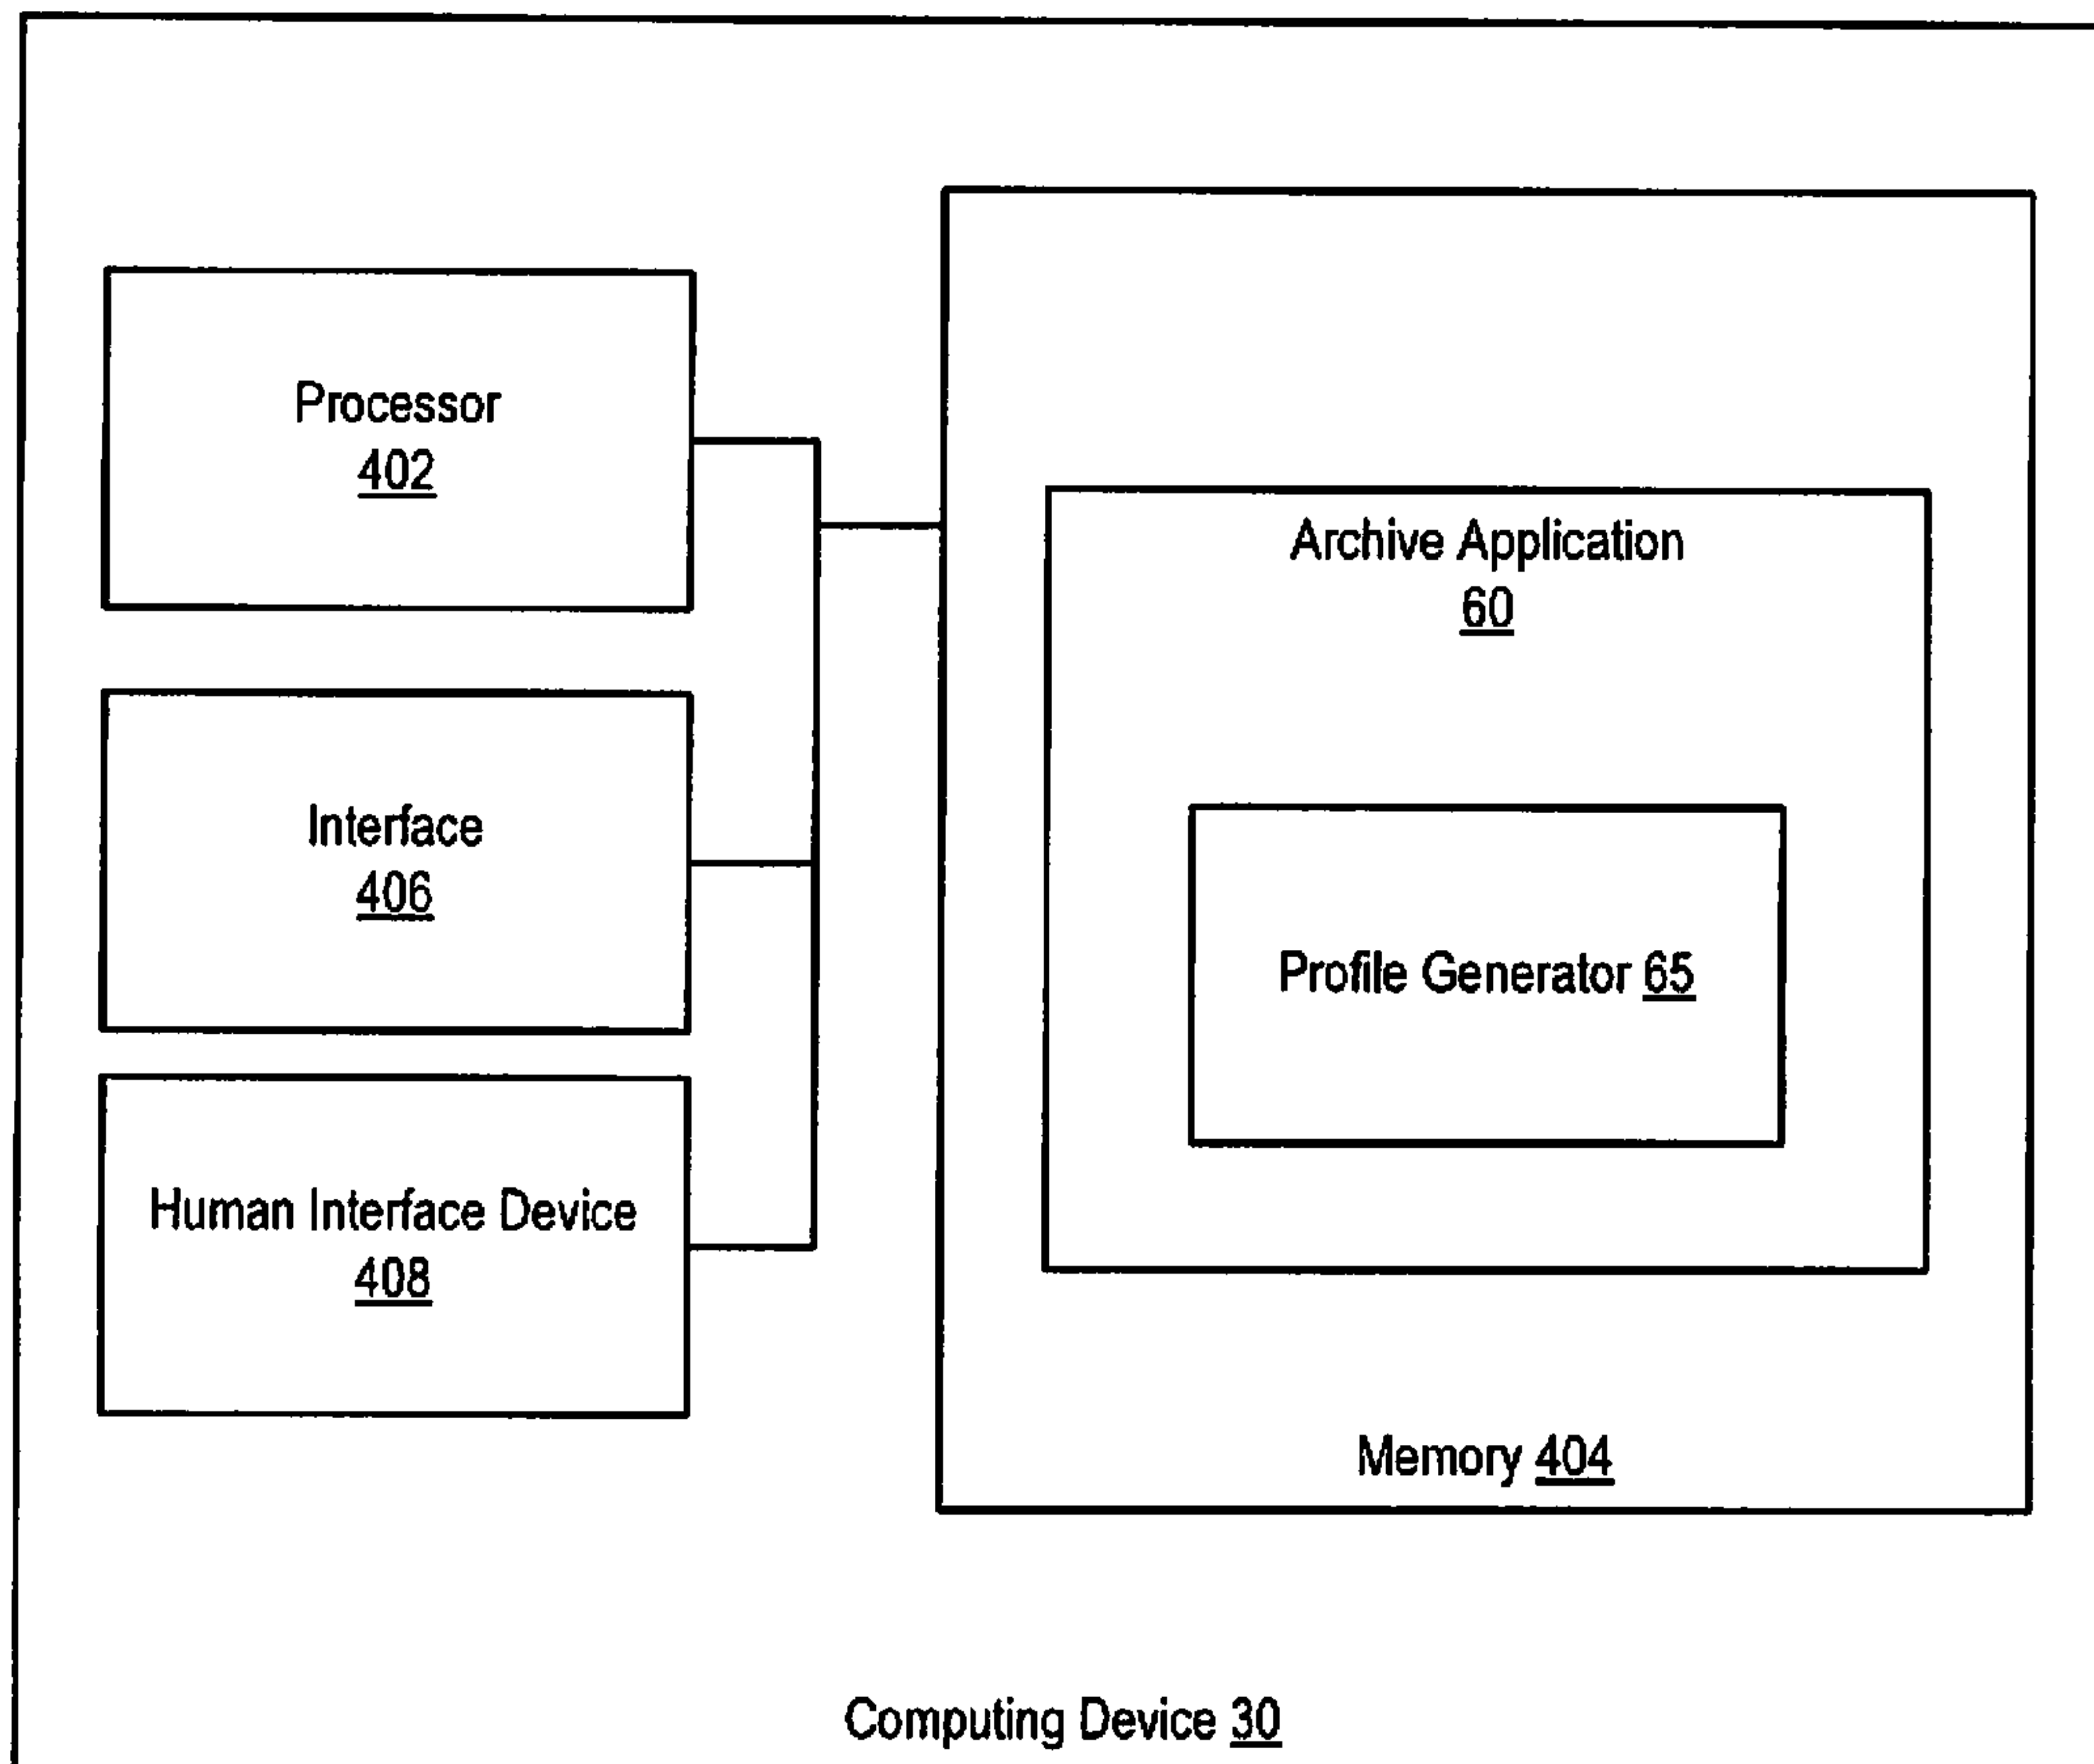 Processor
402
Archive Application
60
Interface
406
Profile Generator 65
Human Interface Device
408
Memory 404
Computing Device 30